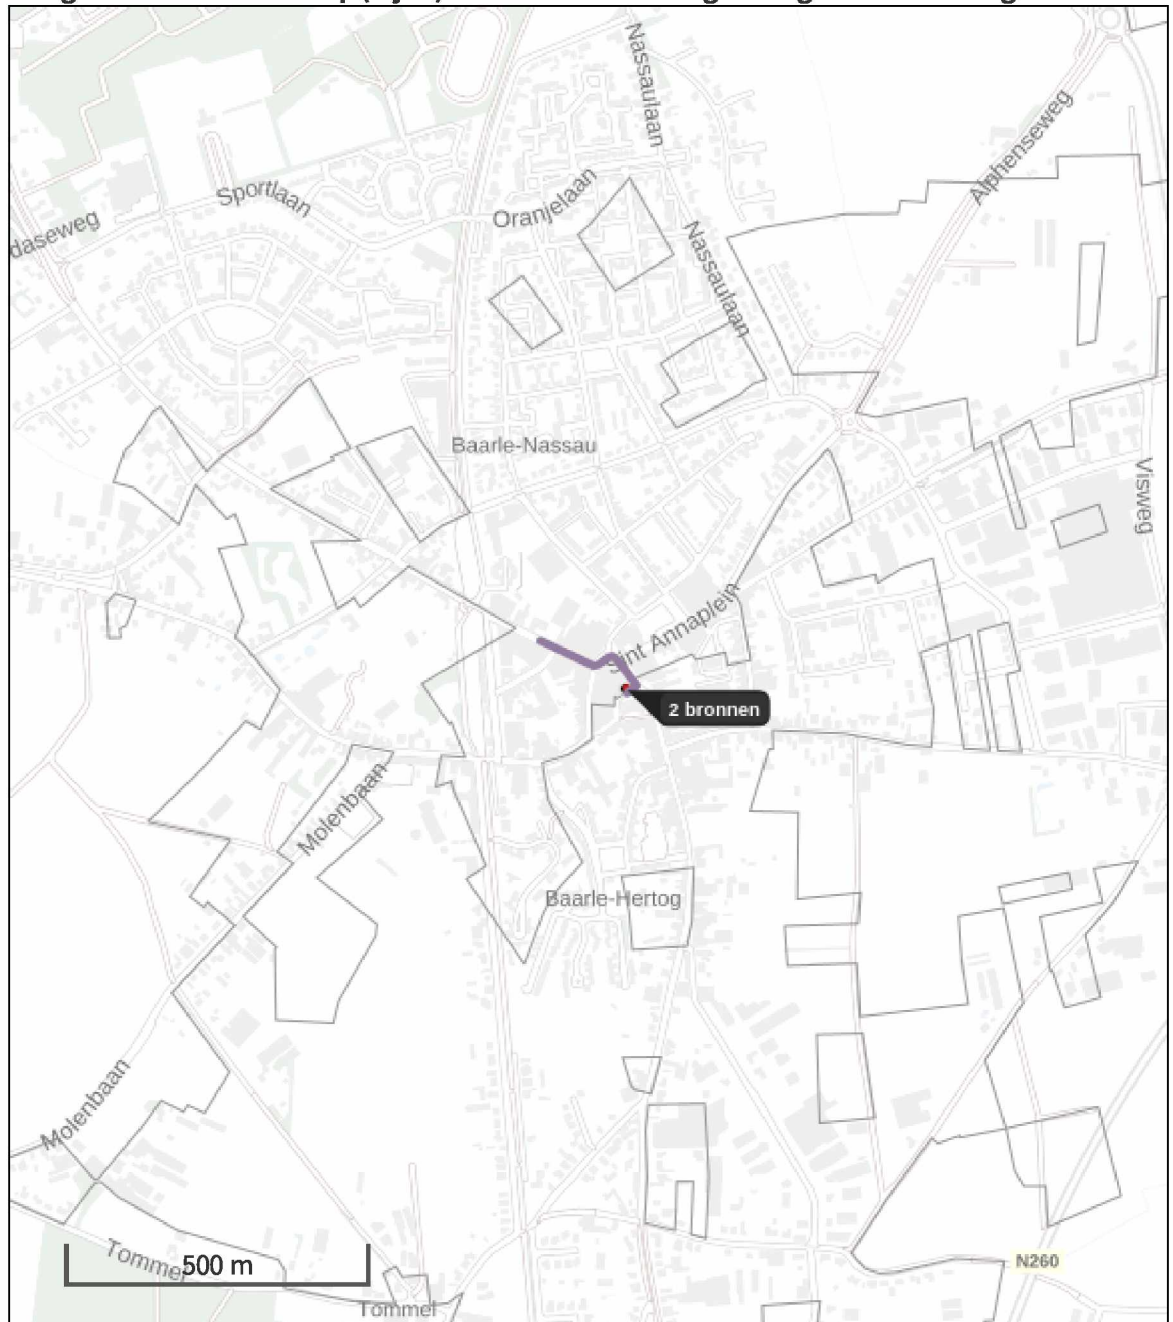 Nassaulaan
Alphenseweg
Sportlaan
Oranjelaan
daseweg
Nassaulaan
Baarle-Nassau
Visweg
Sint Annaplein
2 bronnen
Molenbaan
Baarle-Hertog
Molenbaan
Tommel
500 m
N260
Tommel